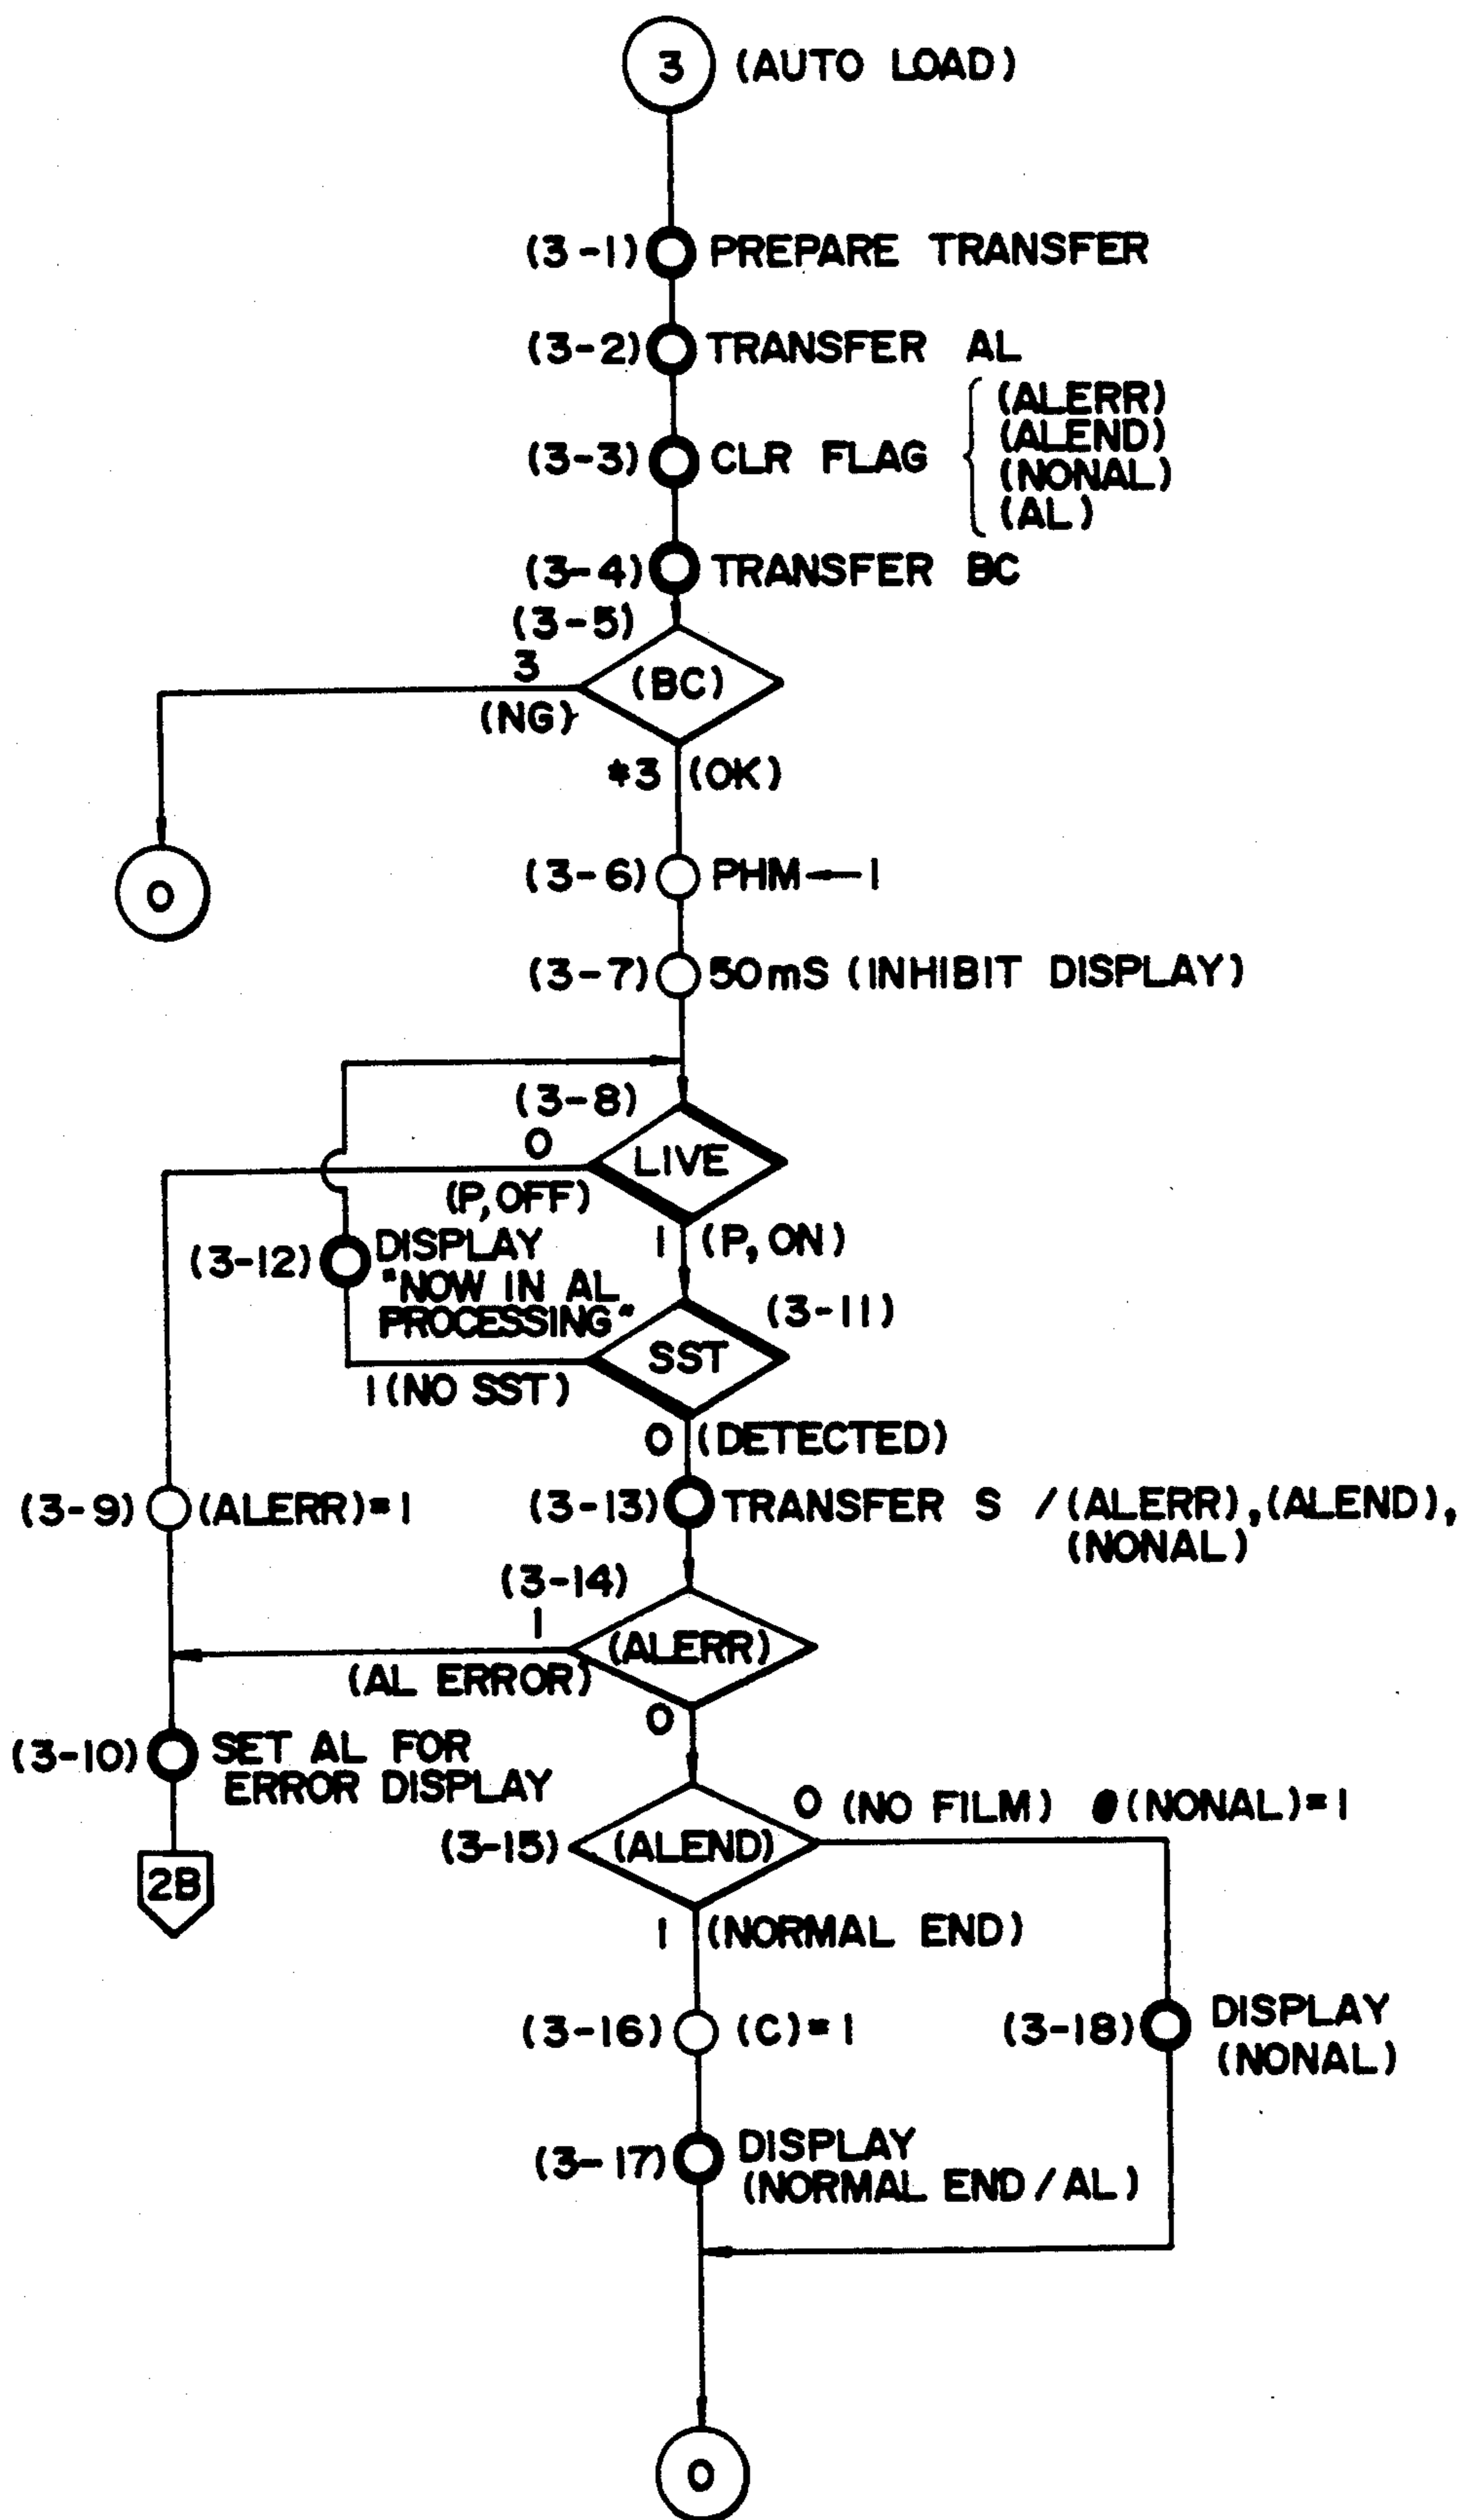 3 (AUTO LOAD)
(3-1) PREPARE TRANSFER
(3-2) TRANSFER AL
(3-3) CLR FLAG
(ALERR)
(ALEND)
(NONAL)
(AL)
(3-4) TRANSFER BC
(3-5)
3
(BC)
(NG)
*3 (OK)
0
(3-6) PHM 1
(3-7) 50mS (INHIBIT DISPLAY)
(3-8)
0
LIVE
(P,OFF)
1 (P,ON)
(3-12) DISPLAY
"NOW IN AL
PROCESSING"
(3-11)
SST
1 (NO SST)
0 (DETECTED)
(3-9) (ALERR)=1
(3-13) TRANSFER S /(ALERR),(ALEND),
(NONAL)
(3-14)
1
(ALERR)
(AL ERROR)
0
(3-10) SET AL FOR
ERROR DISPLAY
2B
0 (NO FILM) (NONAL)=1
(3-15) (ALEND)
1 (NORMAL END)
(3-16) (C)=1
(3-18) DISPLAY
(NONAL)
(3-17) DISPLAY
(NORMAL END/AL)
0